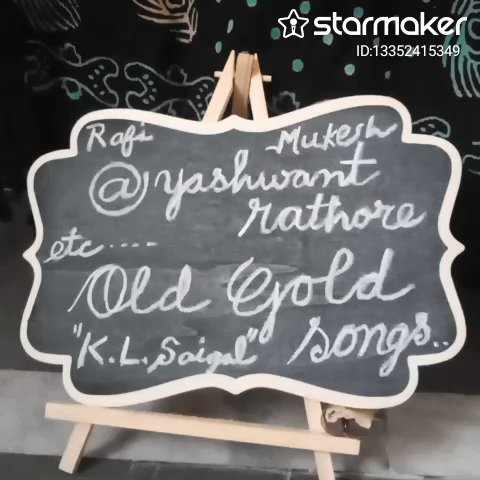 starmaker
ID:13352415349
Rafi Mukesh
@yashwant
rathore
etc.....
Old Gold
"K.L. Saigal" songs..